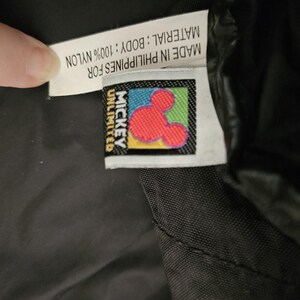 MADE IN PHILIPPINES FOR
MATERIAL : BODY : 100% NYLON
MICKEY
UNLIMITED